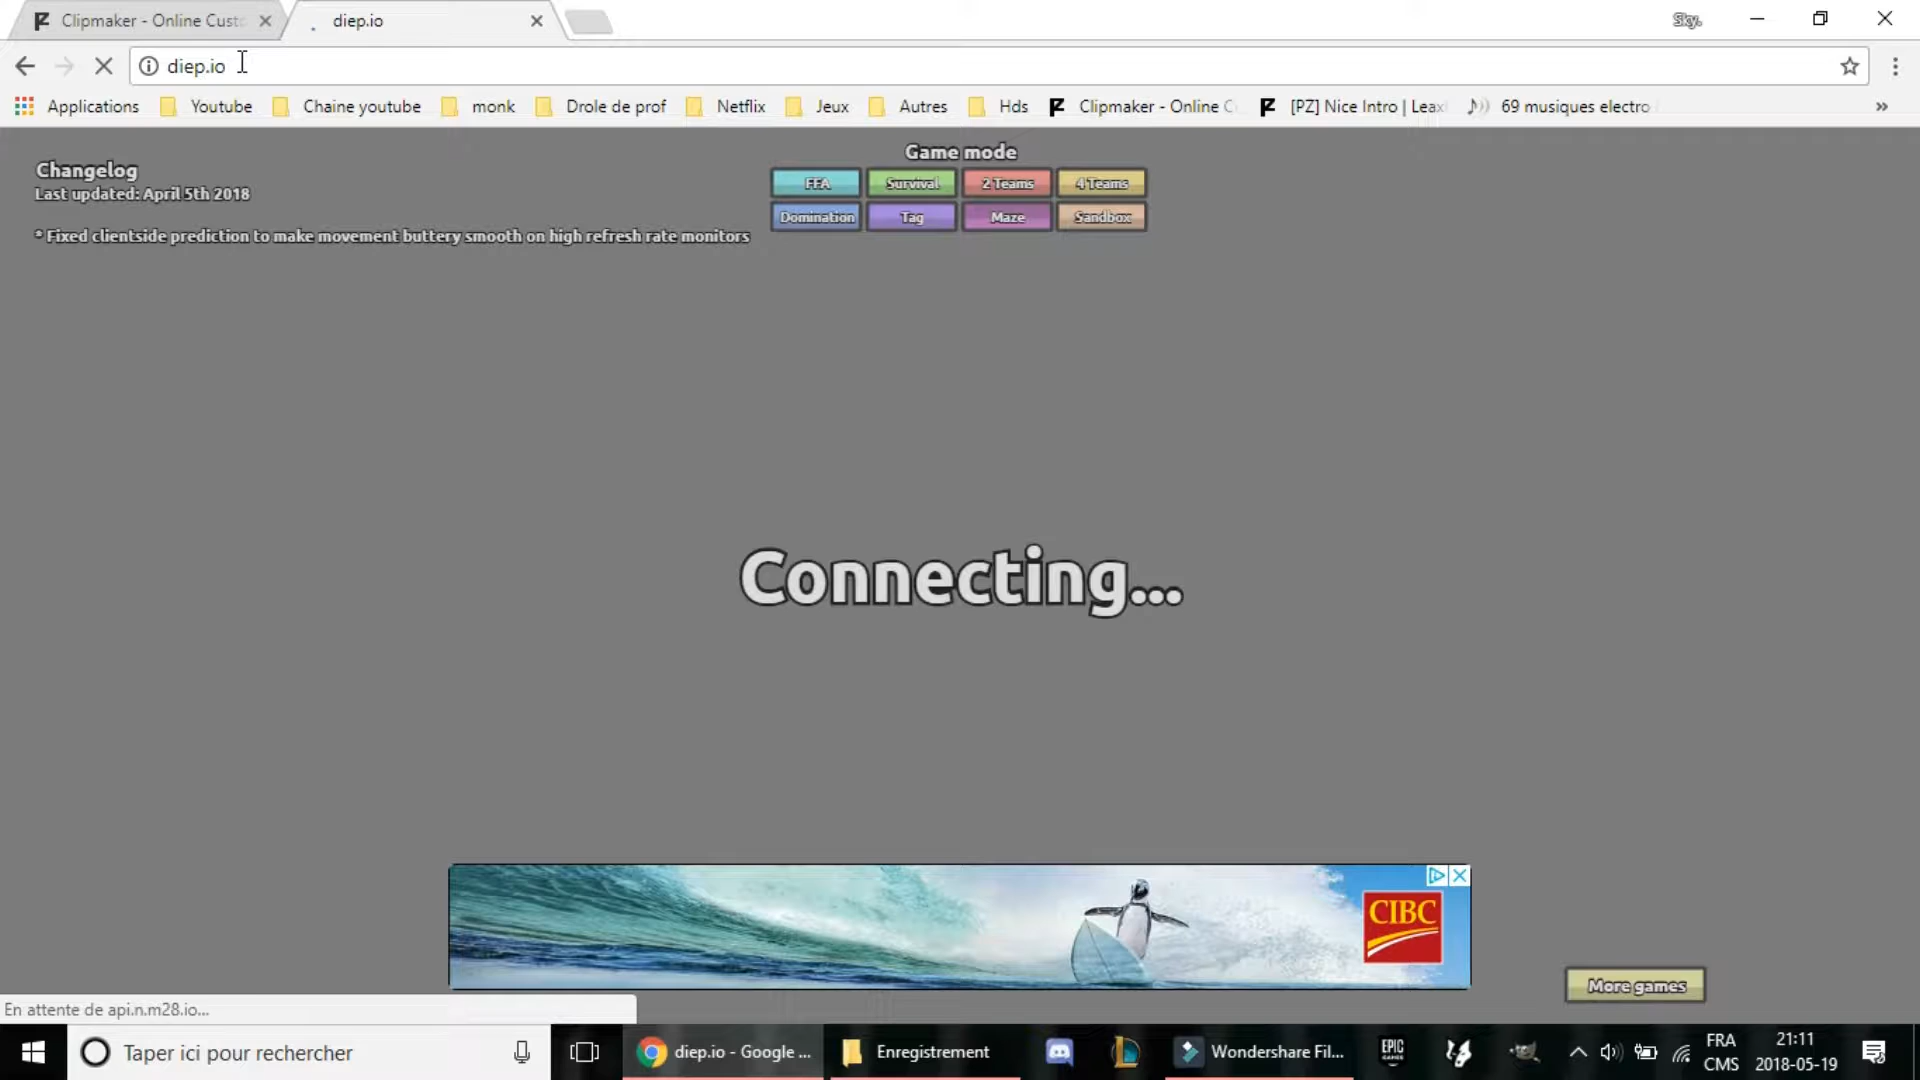 Clipmaker - Online Cust
diep.io
Sky.
diep.io
Applications
Youtube
Chaine youtube
monk
Drole de prof
Netflix
Jeux
Autres
Hds
Clipmaker - Online C
[PZ] Nice Intro | Leax
69 musiques electro
Changelog
Last updated: April 5th 2018
* Fixed clientside prediction to make movement buttery smooth on high refresh rate monitors
Game mode
FFA
Survival
2 Teams
4 Teams
Domination
Tag
Maze
Sandbox
Connecting...
CIBC
More games
En attente de api.n.m28.io...
Taper ici pour rechercher
diep.io - Google ...
Enregistrement
Wondershare Fil...
EPIC
GAMES
FRA
CMS
21:11
2018-05-19